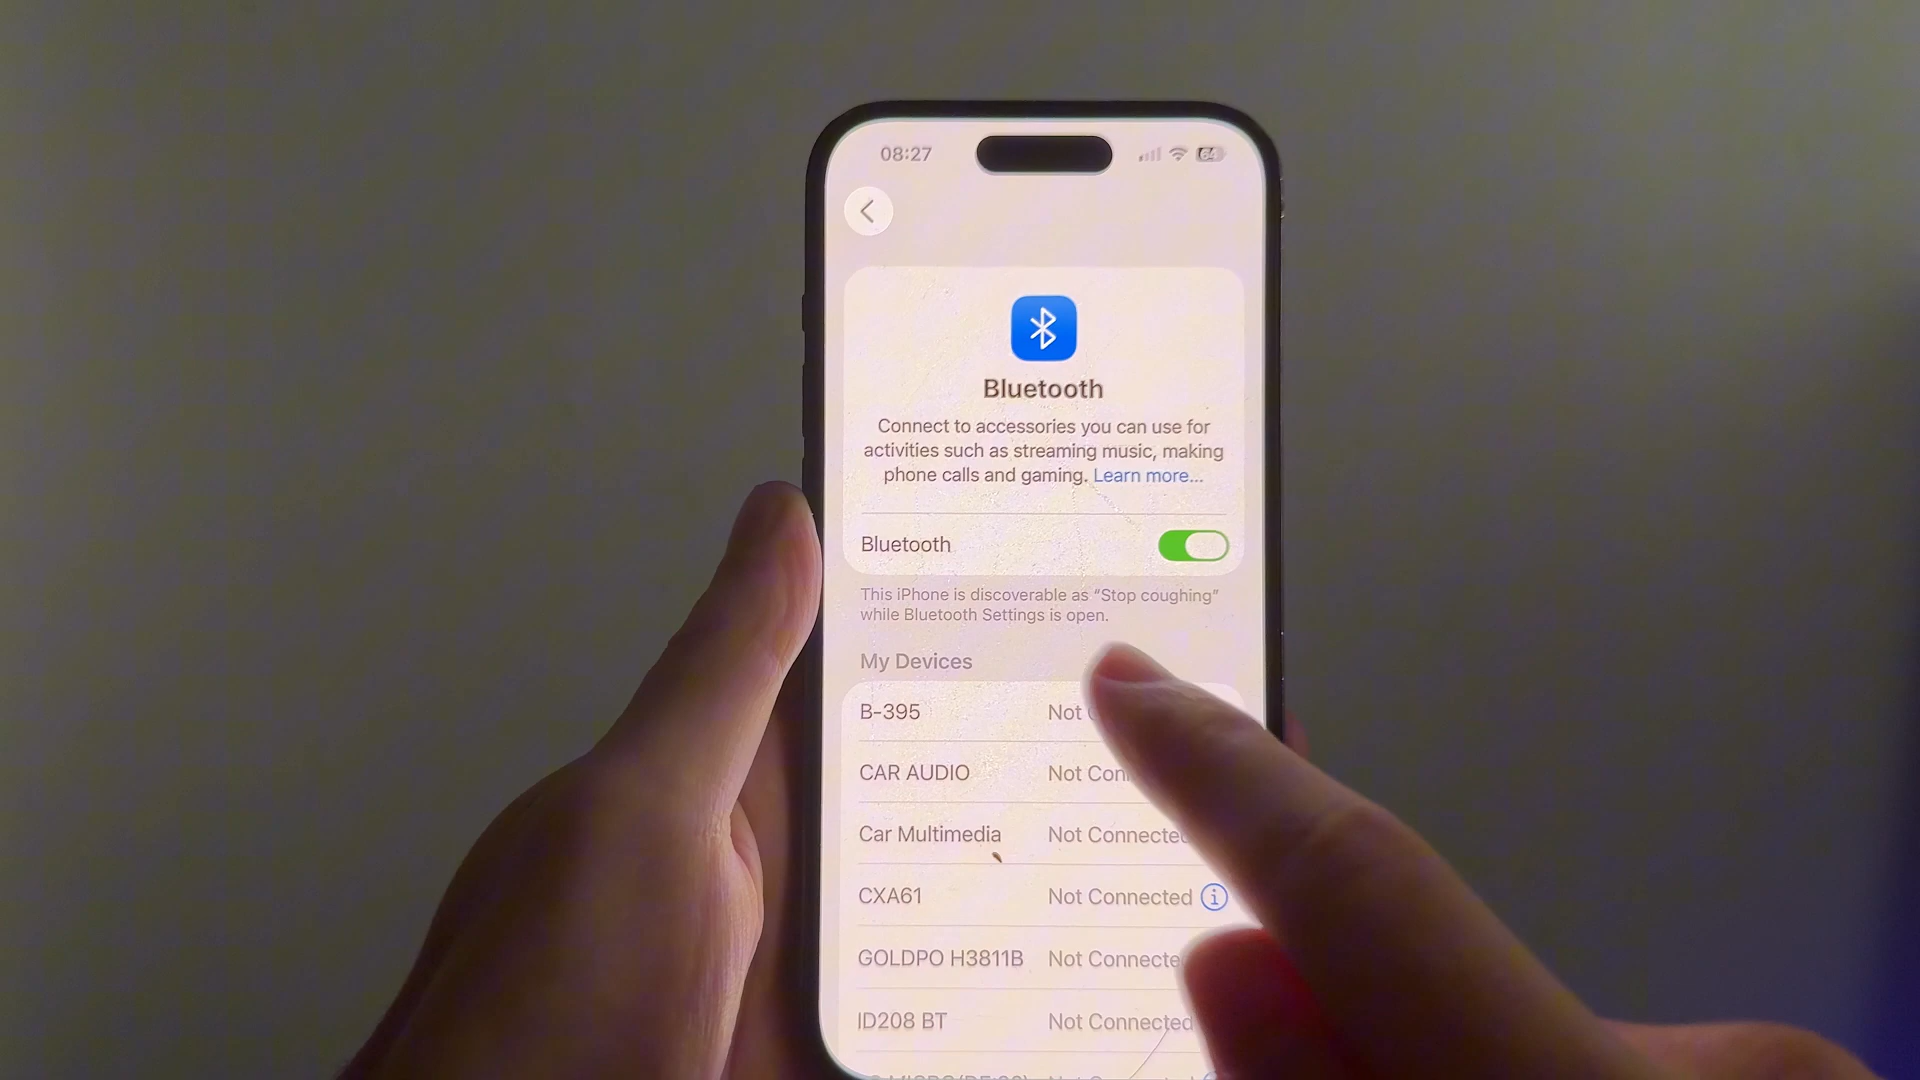 08:27
64
Bluetooth
Connect to accessories you can use for
activities such as streaming music, making
phone calls and gaming. Learn more...
Bluetooth
This iPhone is discoverable as “Stop coughing”
while Bluetooth Settings is open.
My Devices
B-395 Not
CAR AUDIO Not
Car Multimedia Not Connected
CXA61 Not Connected
GOLDPO H3811B Not Connected
ID208 BT Not Connected